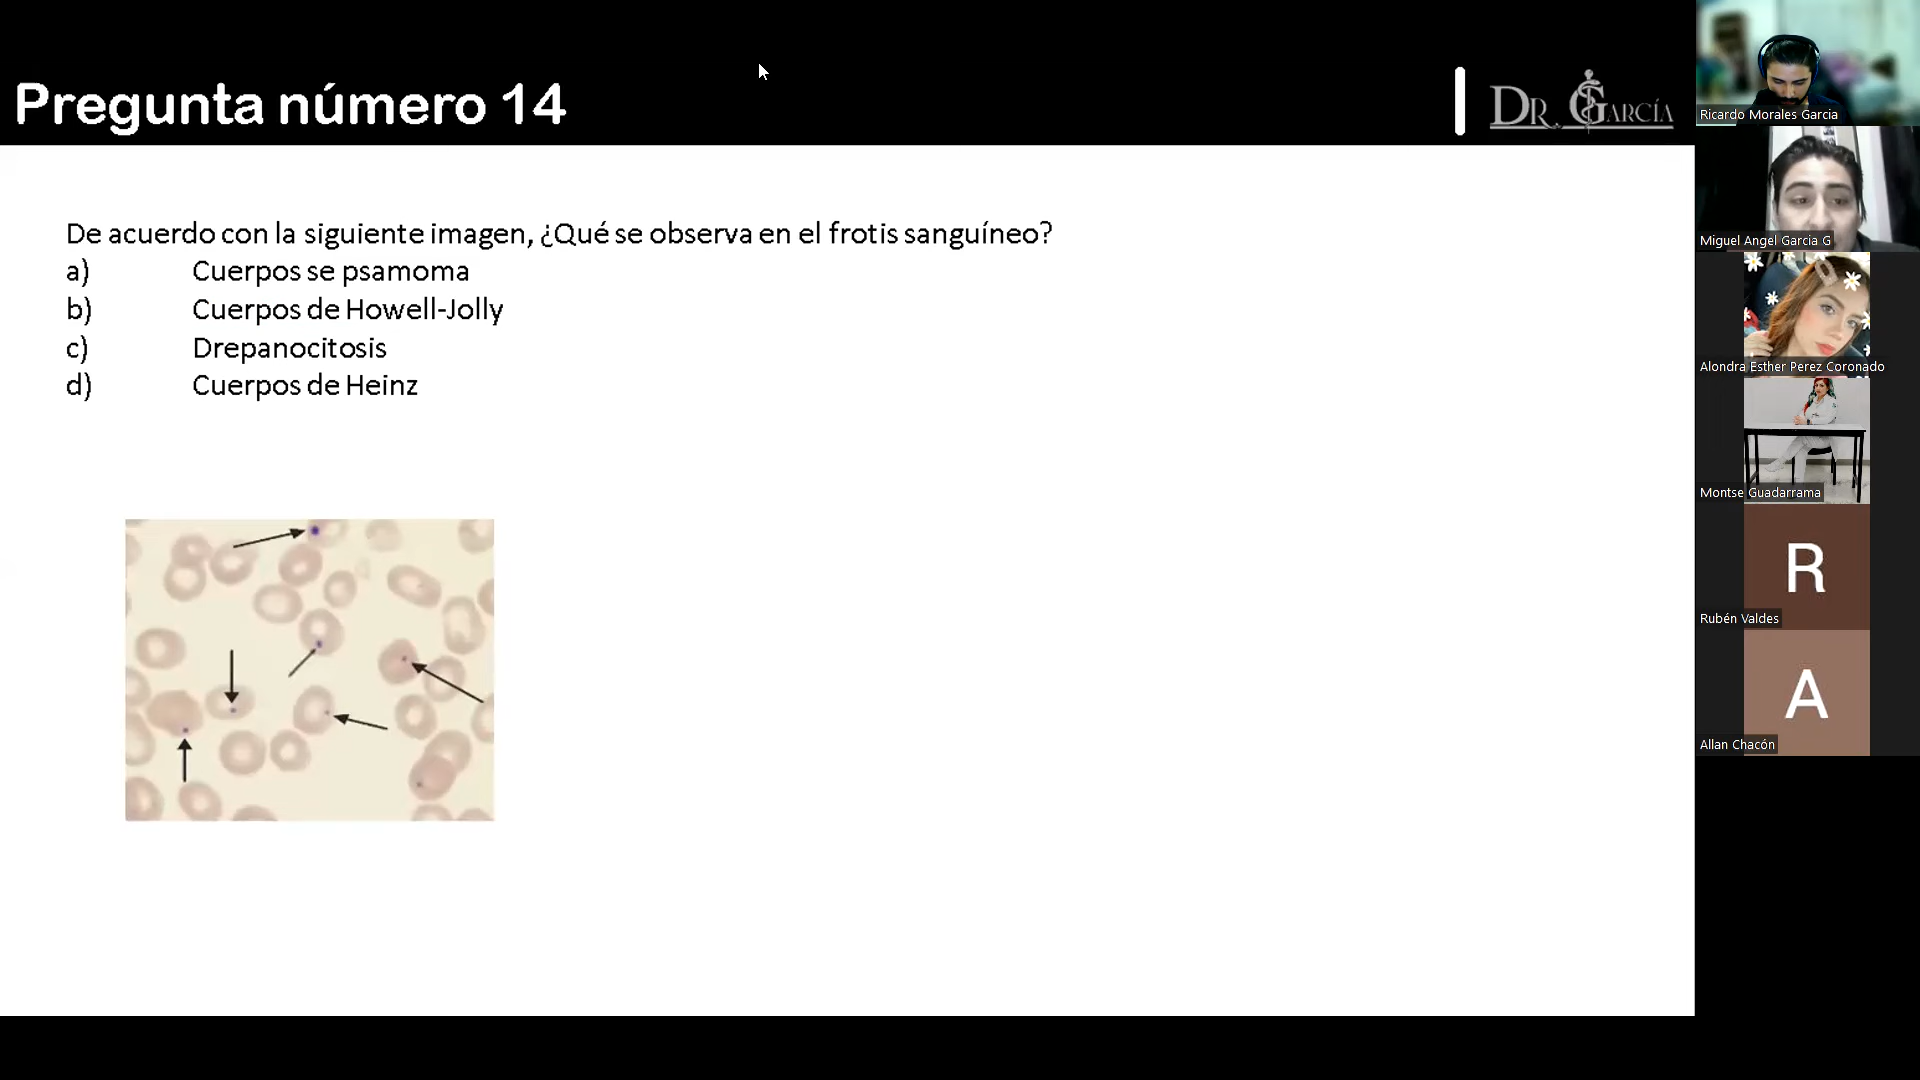 Pregunta número 14
DR. GARCÍA
De acuerdo con la siguiente imagen, ¿Qué se observa en el frotis sanguíneo?
a) Cuerpos se psamoma
b) Cuerpos de Howell-Jolly
c) Drepanocitosis
d) Cuerpos de Heinz
Ricardo Morales Garcia
Miguel Angel Garcia G
Alondra Esther Perez Coronado
Montse Guadarrama
R
Rubén Valdes
A
Allan Chacón